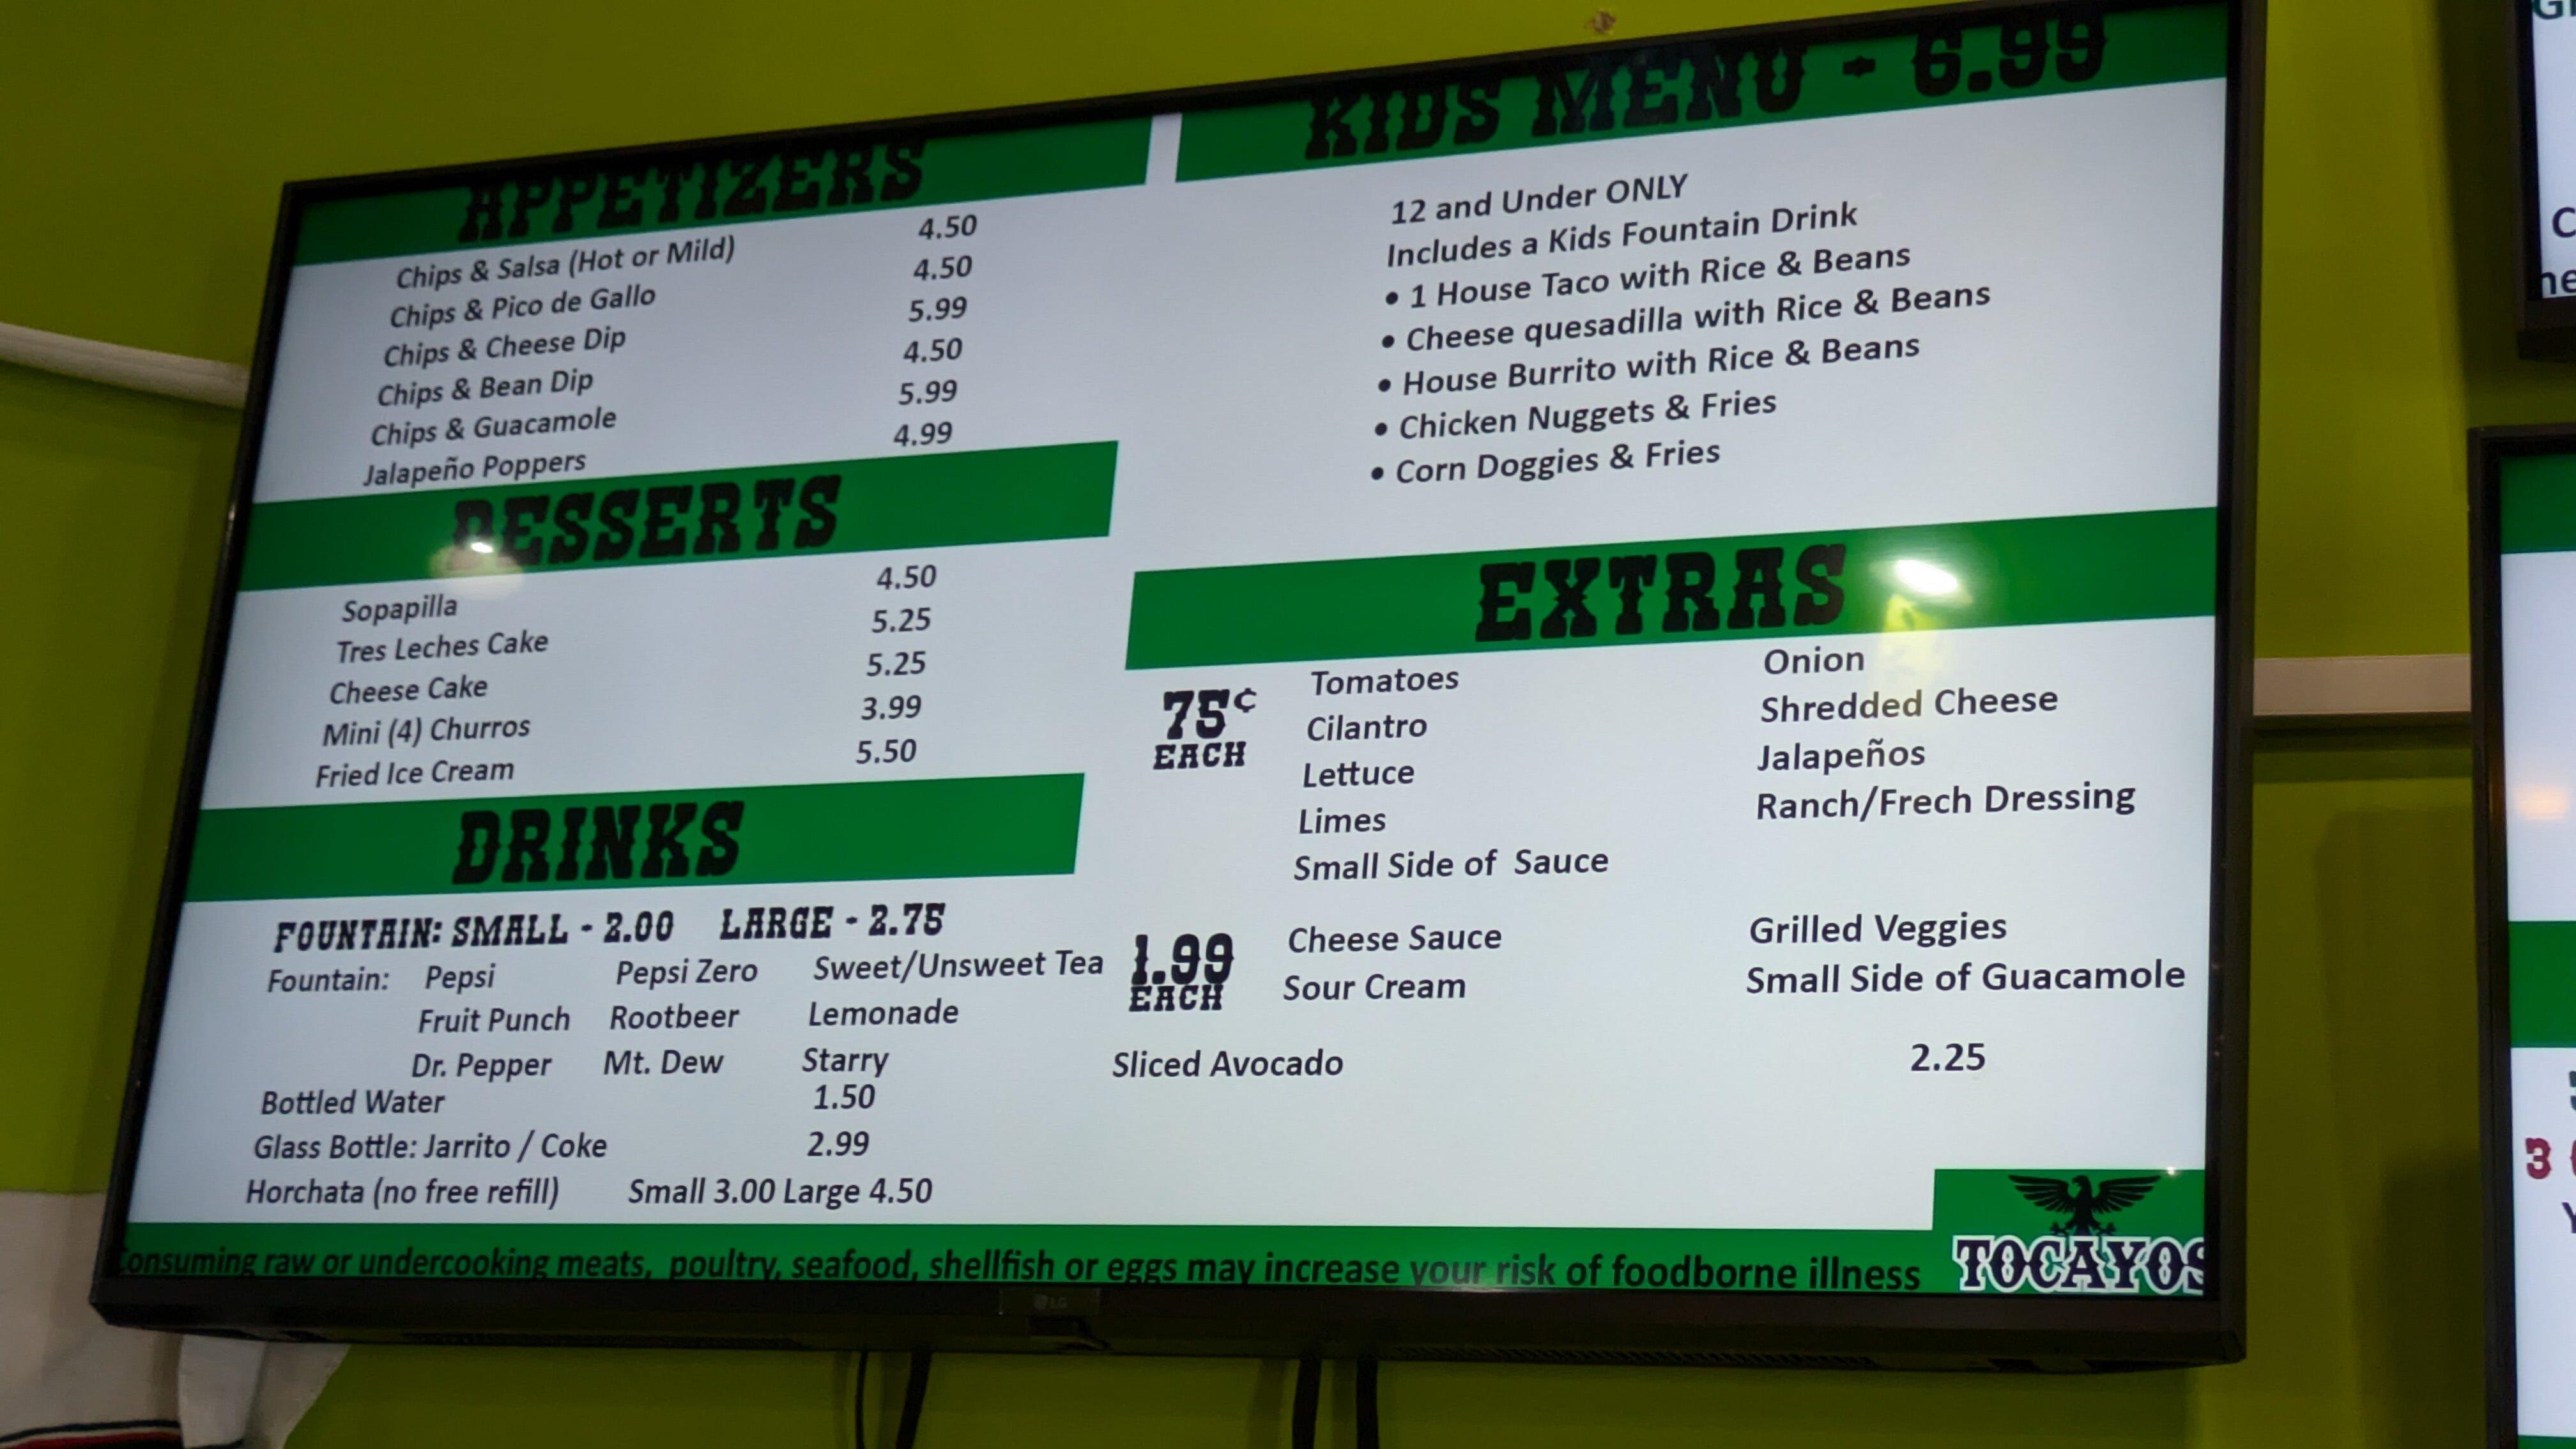 APPETIZERS
Chips & Salsa (Hot or Mild) 4.50
Chips & Pico de Gallo 4.50
Chips & Cheese Dip 5.99
Chips & Bean Dip 4.50
Chips & Guacamole 5.99
Jalapeño Poppers 4.99
DESSERTS
Sopapilla 4.50
Tres Leches Cake 5.25
Cheese Cake 5.25
Mini (4) Churros 3.99
Fried Ice Cream 5.50
DRINKS
FOUNTAIN: SMALL - 2.00 LARGE - 2.75
Fountain: Pepsi Pepsi Zero Sweet/Unsweet Tea
Fruit Punch Rootbeer Lemonade
Dr. Pepper Mt. Dew Starry
Bottled Water 1.50
Glass Bottle: Jarrito / Coke 2.99
Horchata (no free refill) Small 3.00 Large 4.50
KIDS MENU - 6.99
12 and Under ONLY
Includes a Kids Fountain Drink
• 1 House Taco with Rice & Beans
• Cheese quesadilla with Rice & Beans
• House Burrito with Rice & Beans
• Chicken Nuggets & Fries
• Corn Doggies & Fries
EXTRAS
75¢ EACH
Tomatoes Onion
Cilantro Shredded Cheese
Lettuce Jalapeños
Limes Ranch/Frech Dressing
Small Side of Sauce
1.99 EACH
Cheese Sauce Grilled Veggies
Sour Cream Small Side of Guacamole
Sliced Avocado 2.25
Consuming raw or undercooking meats, poultry, seafood, shellfish or eggs may increase your risk of foodborne illness
TOCAYOS
LG
3